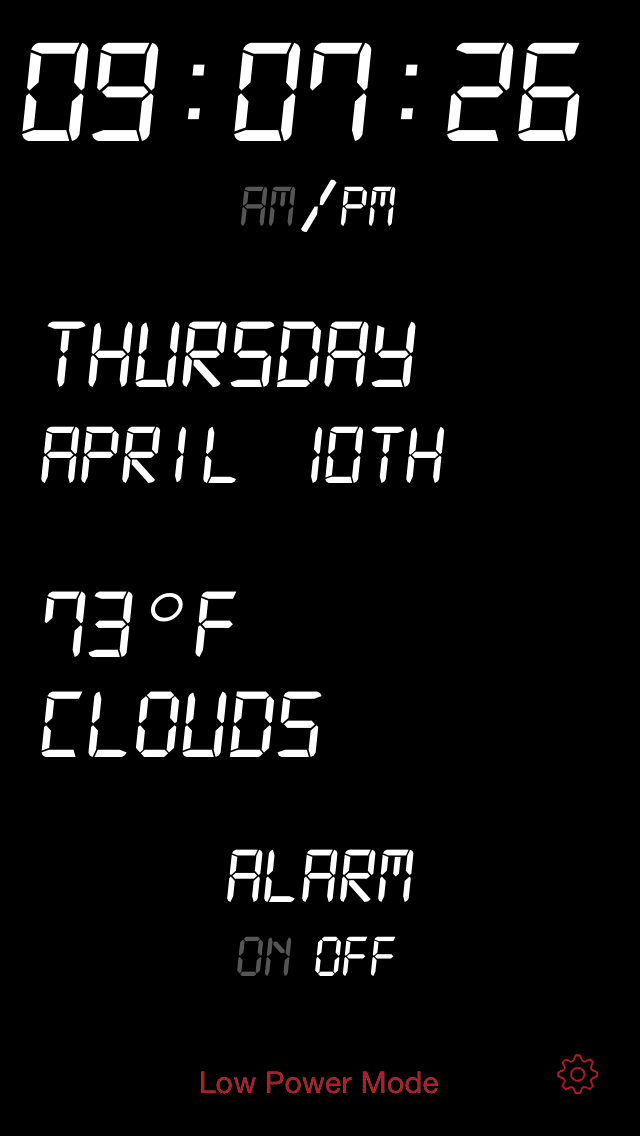 09:07:26
AM/PM
THURSDAY
APRIL 10TH
73°F
CLOUDS
ALARM
ON OFF
Low Power Mode